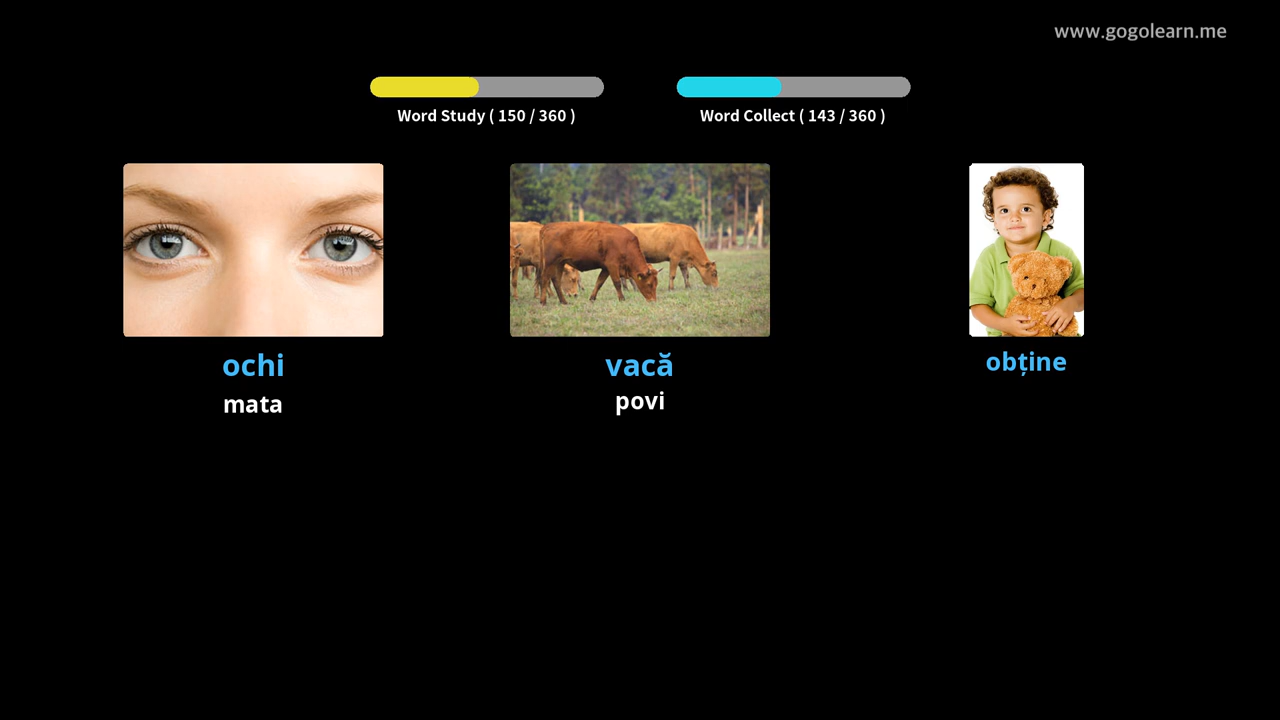 www.gogolearn.me
Word Study ( 150 / 360 )
Word Collect ( 143 / 360 )
ochi
mata
vacă
povi
obține